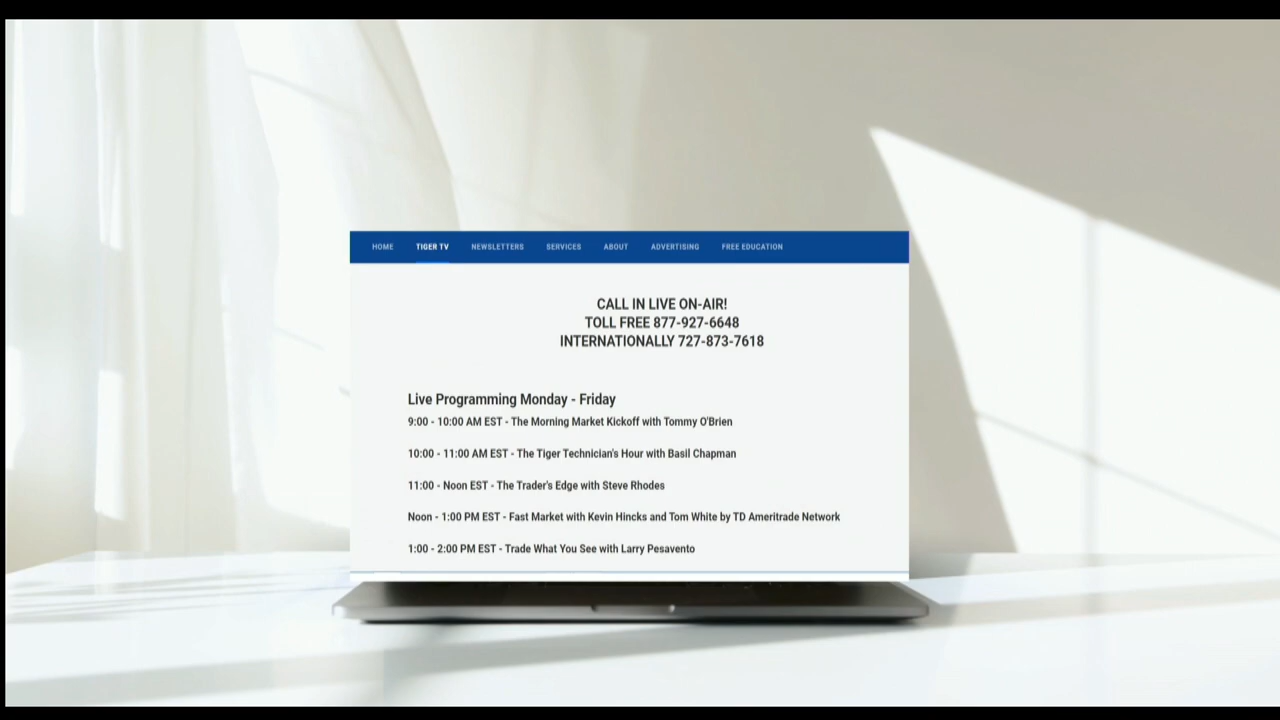 HOME TIGER TV NEWSLETTERS SERVICES ABOUT ADVERTISING FREE EDUCATION
CALL IN LIVE ON-AIR!
TOLL FREE 877-927-6648
INTERNATIONALLY 727-873-7618
Live Programming Monday - Friday
9:00 - 10:00 AM EST - The Morning Market Kickoff with Tommy O'Brien
10:00 - 11:00 AM EST - The Tiger Technician's Hour with Basil Chapman
11:00 - Noon EST - The Trader's Edge with Steve Rhodes
Noon - 1:00 PM EST - Fast Market with Kevin Hincks and Tom White by TD Ameritrade Network
1:00 - 2:00 PM EST - Trade What You See with Larry Pesavento